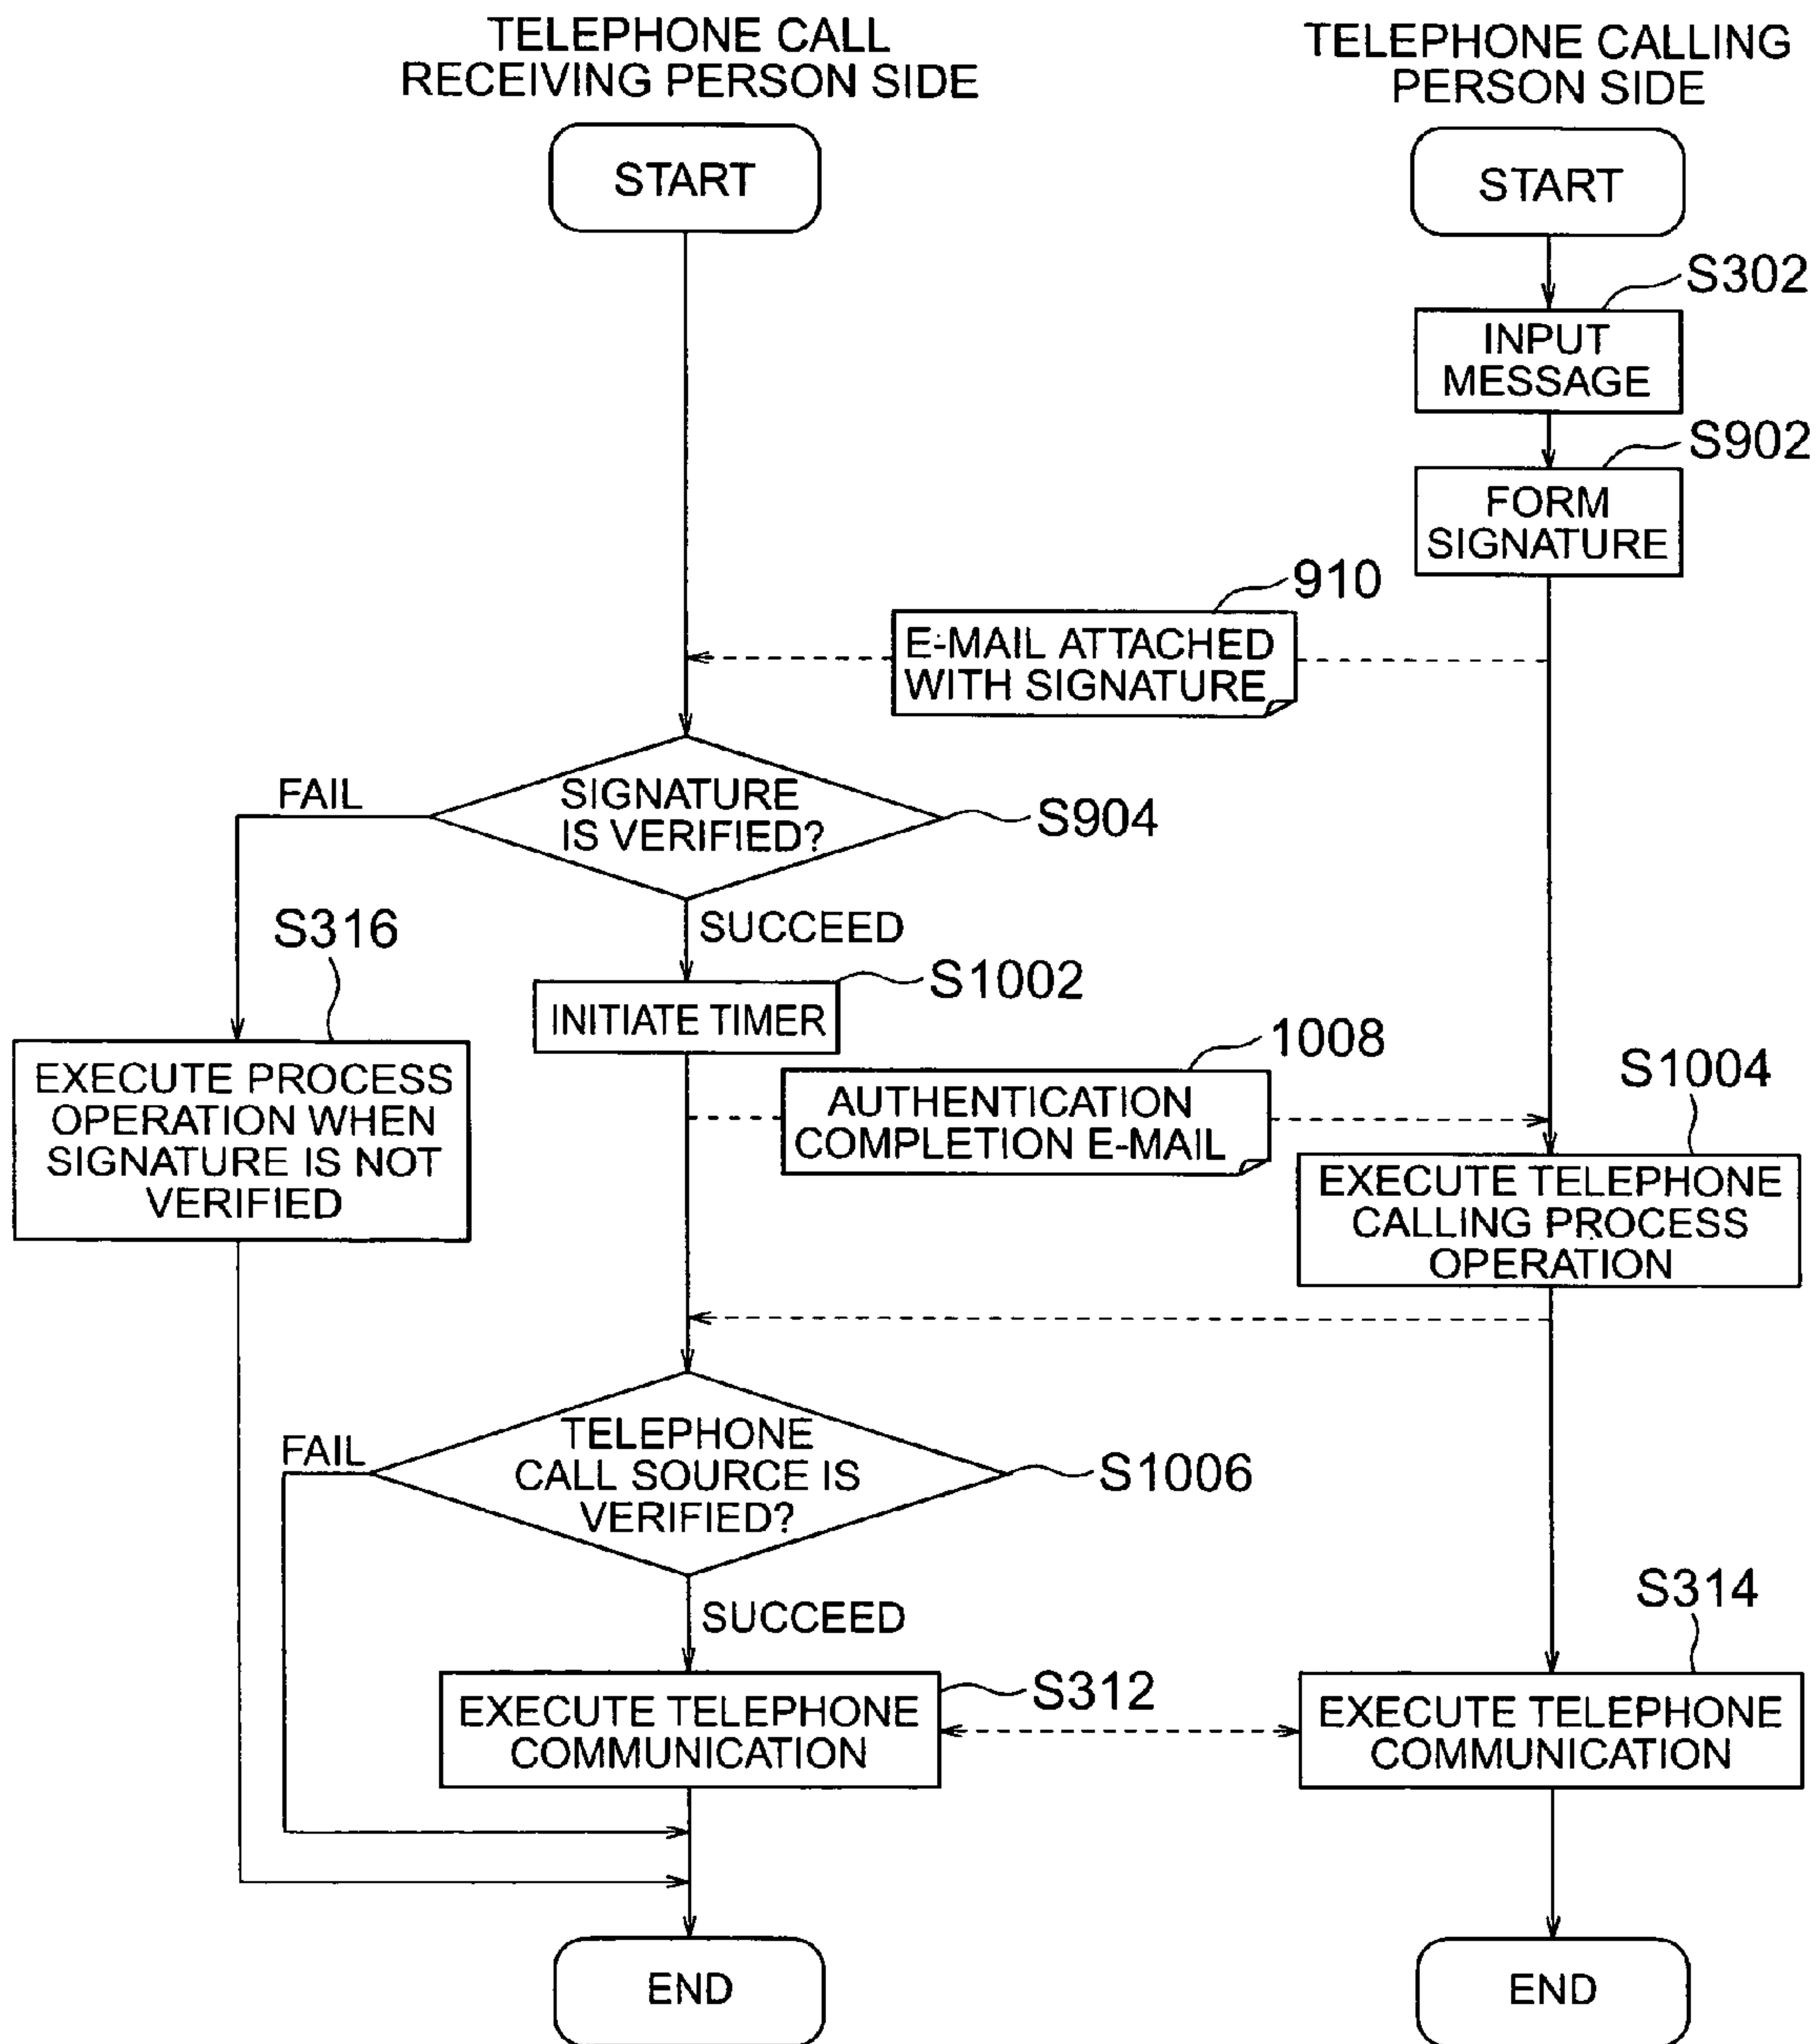 TELEPHONE CALL
RECEIVING PERSON SIDE
TELEPHONE CALLING
PERSON SIDE
START
START
S302
INPUT
MESSAGE
S902
FORM
SIGNATURE
910
E-MAIL ATTACHED
WITH SIGNATURE
FAIL
SIGNATURE
IS VERIFIED?
S904
S316
SUCCEED
S1002
INITIATE TIMER
1008
AUTHENTICATION
COMPLETION E-MAIL
S1004
EXECUTE PROCESS
OPERATION WHEN
SIGNATURE IS NOT
VERIFIED
EXECUTE TELEPHONE
CALLING PROCESS
OPERATION
FAIL
TELEPHONE
CALL SOURCE IS
VERIFIED?
S1006
SUCCEED
S314
S312
EXECUTE TELEPHONE
COMMUNICATION
EXECUTE TELEPHONE
COMMUNICATION
END
END